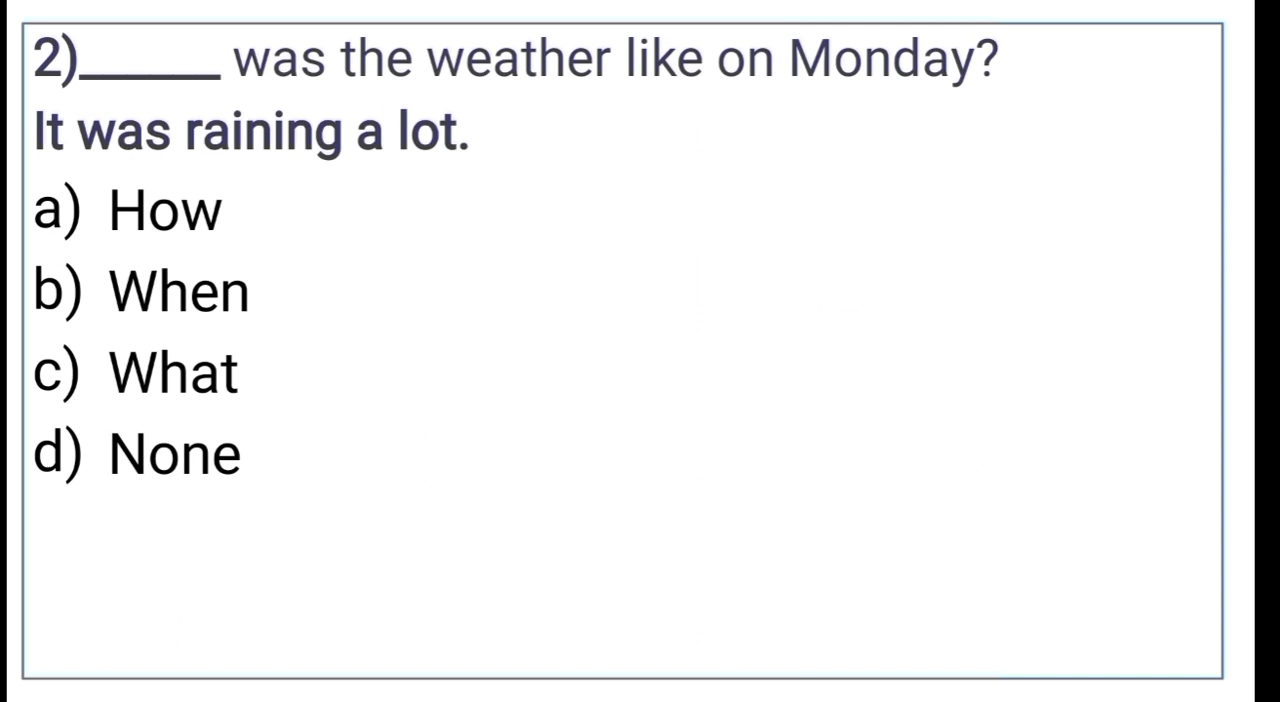 2)______ was the weather like on Monday?
It was raining a lot.
a) How
b) When
c) What
d) None